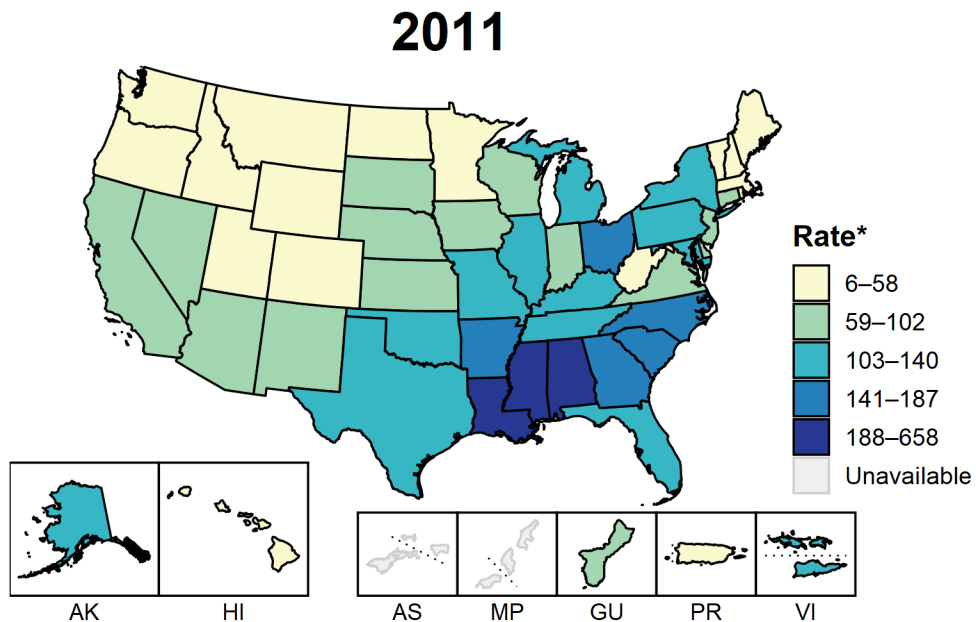 2011
Rate*
6–58
59–102
103–140
141–187
188–658
Unavailable
AK HI AS MP GU PR VI